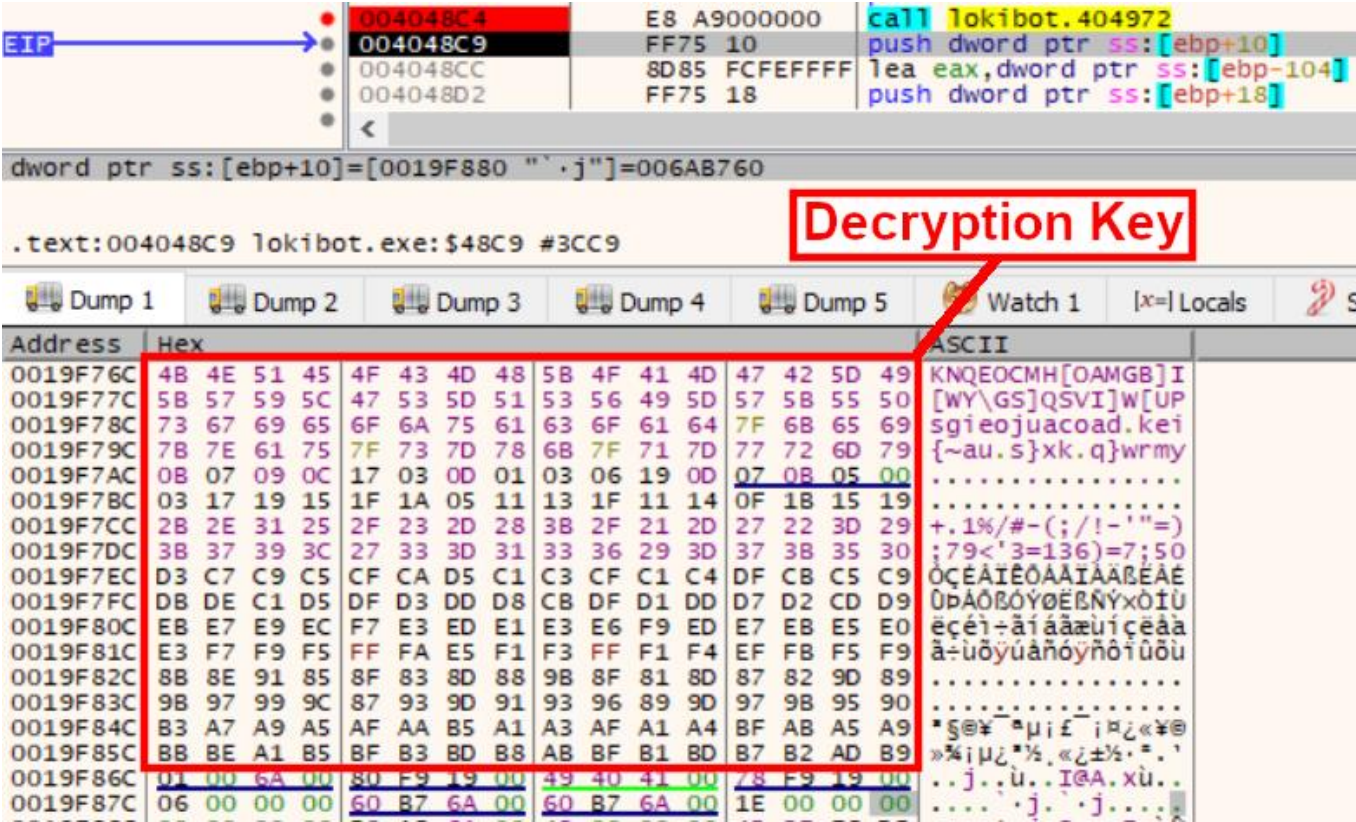 004048C4 E8 A9000000 call lokibot.404972
EIP 004048C9 FF75 10 push dword ptr ss:[ebp+10]
004048CC 8D85 FCFEFFFF lea eax,dword ptr ss:[ebp-104]
004048D2 FF75 18 push dword ptr ss:[ebp+18]
dword ptr ss:[ebp+10]=[0019F880 "`·j"]=006AB760
Decryption Key
.text:004048C9 lokibot.exe:$48C9 #3CC9
Dump 1 Dump 2 Dump 3 Dump 4 Dump 5 Watch 1 [x=] Locals S
Address Hex ASCII
0019F76C 4B 4E 51 45 4F 43 4D 48 5B 4F 41 4D 47 42 5D 49 KNQEOCMH[OAMGB]I
0019F77C 5B 57 59 5C 47 53 5D 51 53 56 49 5D 57 5B 55 50 [WY\GS]QSVI]W[UP
0019F78C 73 67 69 65 6F 6A 75 61 63 6F 61 64 7F 6B 65 69 sgieojuacoad.kei
0019F79C 7B 7E 61 75 7F 73 7D 78 6B 7F 71 7D 77 72 6D 79 {~au.s}xk.q}wrmy
0019F7AC 0B 07 09 0C 17 03 0D 01 03 06 19 0D 07 0B 05 00 ................
0019F7BC 03 17 19 15 1F 1A 05 11 13 1F 11 14 0F 1B 15 19 ................
0019F7CC 2B 2E 31 25 2F 23 2D 28 3B 2F 21 2D 27 22 3D 29 +.1%/#-(;/!-'"=)
0019F7DC 3B 37 39 3C 27 33 3D 31 33 36 29 3D 37 3B 35 30 ;79<'3=136)=7;50
0019F7EC D3 C7 C9 C5 CF CA D5 C1 C3 CF C1 C4 DF CB C5 C9 ÓÇÉÅÏÊÕÁÃÏÁÄßËÅÉ
0019F7FC DB DE C1 D5 DF D3 DD D8 CB DF D1 DD D7 D2 CD D9 ÛÞÁÕßÓÝØËßÑÝ×ÒÍÙ
0019F80C EB E7 E9 EC F7 E3 ED E1 E3 E6 F9 ED E7 EB E5 E0 ëçéì÷ãíáãæùíçëåà
0019F81C E3 F7 F9 F5 FF FA E5 F1 F3 FF F1 F4 EF FB F5 F9 ã÷ùõÿúåñóÿñôïûõù
0019F82C 8B 8E 91 85 8F 83 8D 88 9B 8F 81 8D 87 82 9D 89 ................
0019F83C 9B 97 99 9C 87 93 9D 91 93 96 89 9D 97 9B 95 90 ................
0019F84C B3 A7 A9 A5 AF AA B5 A1 A3 AF A1 A4 BF AB A5 A9 ³§©¥¯ªµ¡£¯¡¤¿«¥©
0019F85C BB BE A1 B5 BF B3 BD B8 AB BF B1 BD B7 B2 AD B9 »¾¡µ¿³½¸«¿±½·².¹
0019F86C 01 00 6A 00 80 F9 19 00 49 40 41 00 78 F9 19 00 ..j..ù..I@A.xù..
0019F87C 06 00 00 00 60 B7 6A 00 60 B7 6A 00 1E 00 00 00 ....`·j.`·j.....